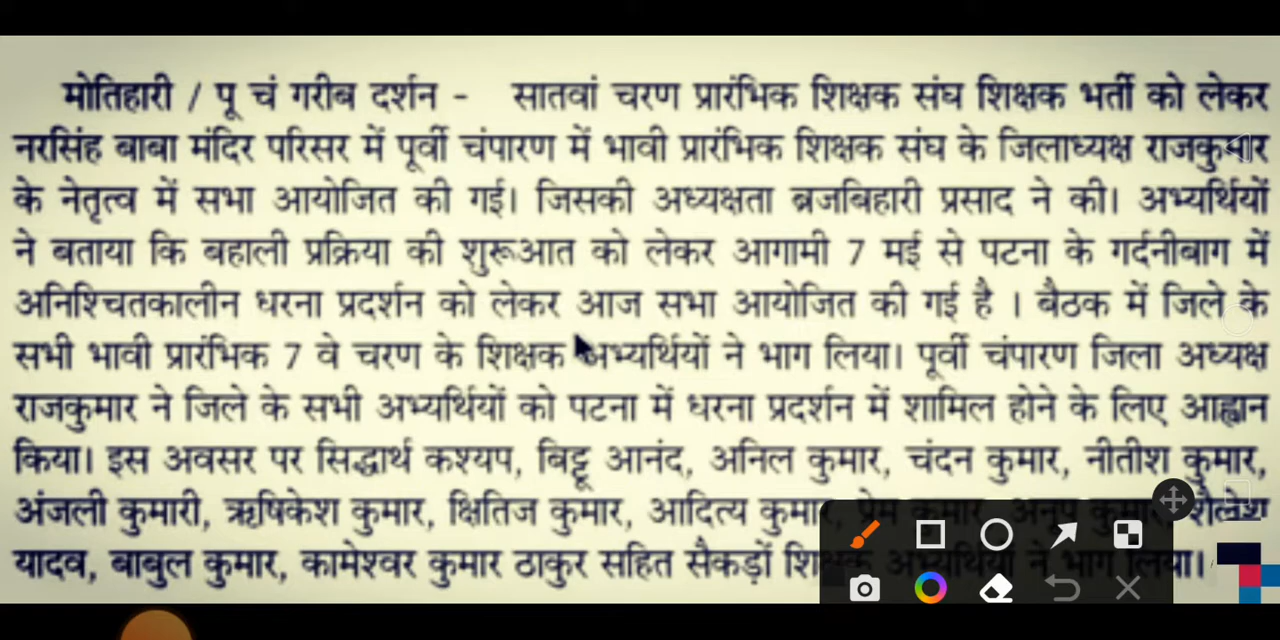 मोतिहारी / पू चं गरीब दर्शन - सातवां चरण प्रारंभिक शिक्षक संघ शिक्षक भर्ती को लेकर
नरसिंह बाबा मंदिर परिसर में पूर्वी चंपारण में भावी प्रारंभिक शिक्षक संघ के जिलाध्यक्ष राजकुमार
के नेतृत्व में सभा आयोजित की गई। जिसकी अध्यक्षता ब्रजबिहारी प्रसाद ने की। अभ्यर्थियों
ने बताया कि बहाली प्रक्रिया की शुरूआत को लेकर आगामी 7 मई से पटना के गर्दनीबाग में
अनिश्चितकालीन धरना प्रदर्शन को लेकर आज सभा आयोजित की गई है । बैठक में जिले के
सभी भावी प्रारंभिक 7 वे चरण के शिक्षक अभ्यर्थियों ने भाग लिया। पूर्वी चंपारण जिला अध्यक्ष
राजकुमार ने जिले के सभी अभ्यर्थियों को पटना में धरना प्रदर्शन में शामिल होने के लिए आह्वान
किया। इस अवसर पर सिद्धार्थ कश्यप, बिट्टू आनंद, अनिल कुमार, चंदन कुमार, नीतीश कुमार,
अंजली कुमारी, ऋषिकेश कुमार, क्षितिज कुमार, आदित्य कुमार, प्रेम कुमार, अनुप कुमार, शैलेश
यादव, बाबुल कुमार, कामेश्वर कुमार ठाकुर सहित सैकड़ों शिक्षक अभ्यर्थियों ने भाग लिया।